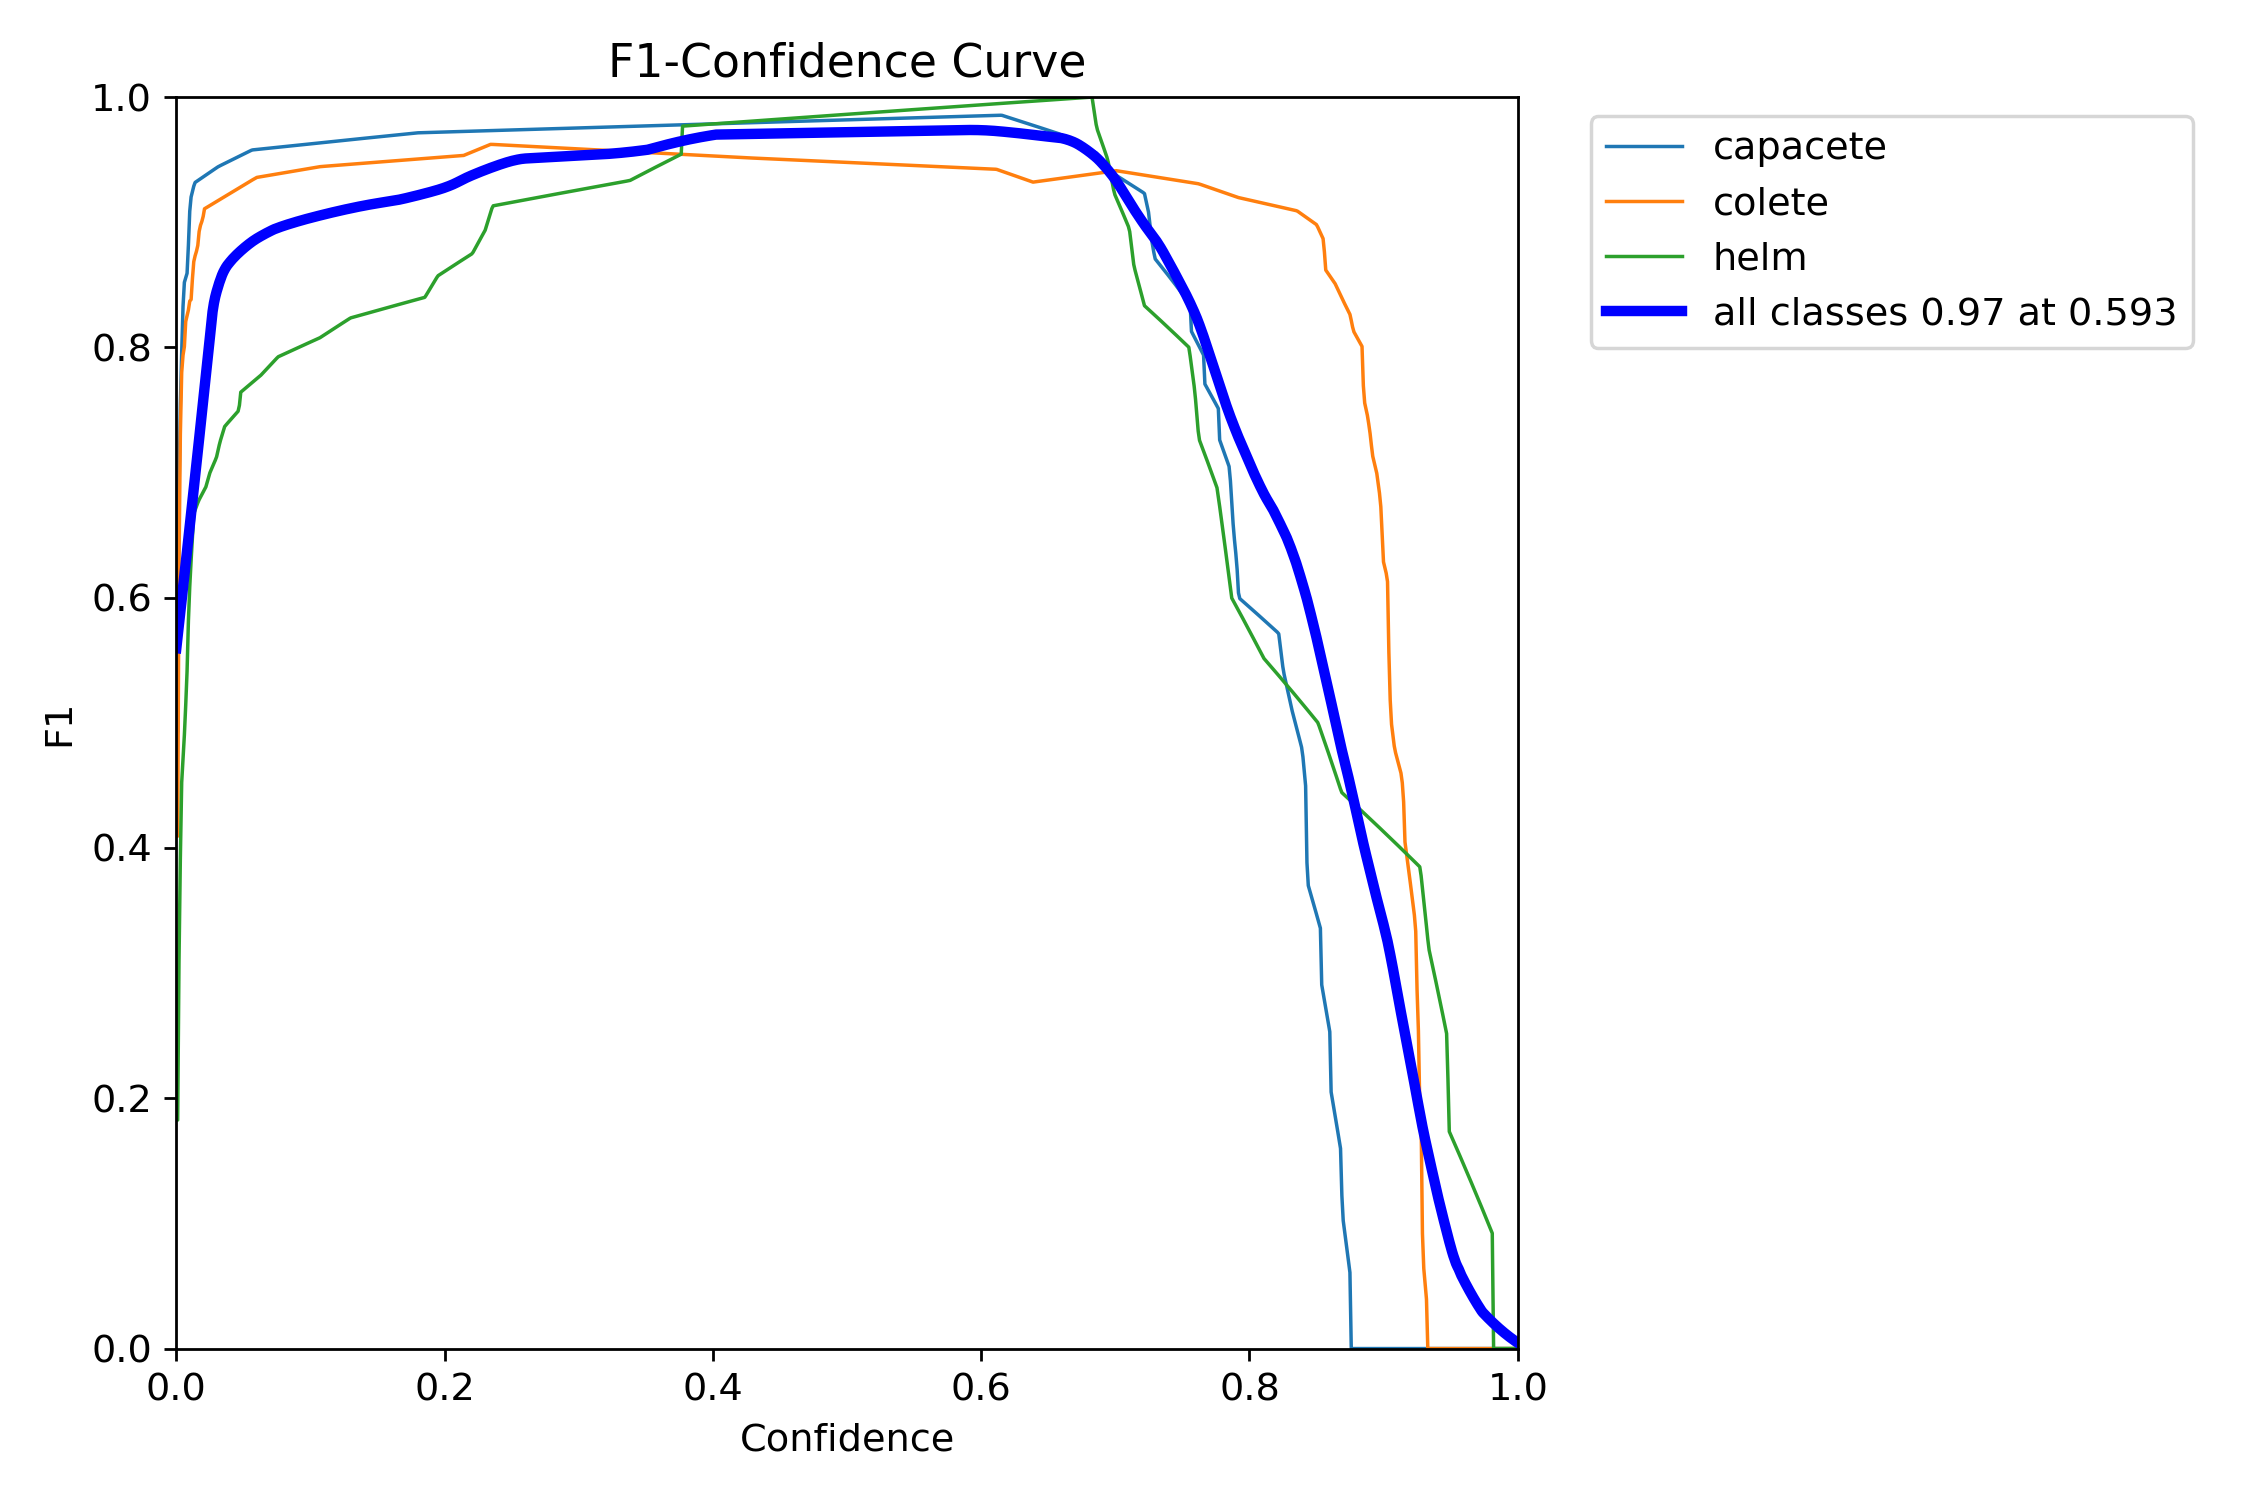 F1-Confidence Curve
1.0
0.8
0.6
0.4
0.2
0.0
F1
0.0 0.2 0.4 0.6 0.8 1.0
Confidence
capacete
colete
helm
all classes 0.97 at 0.593